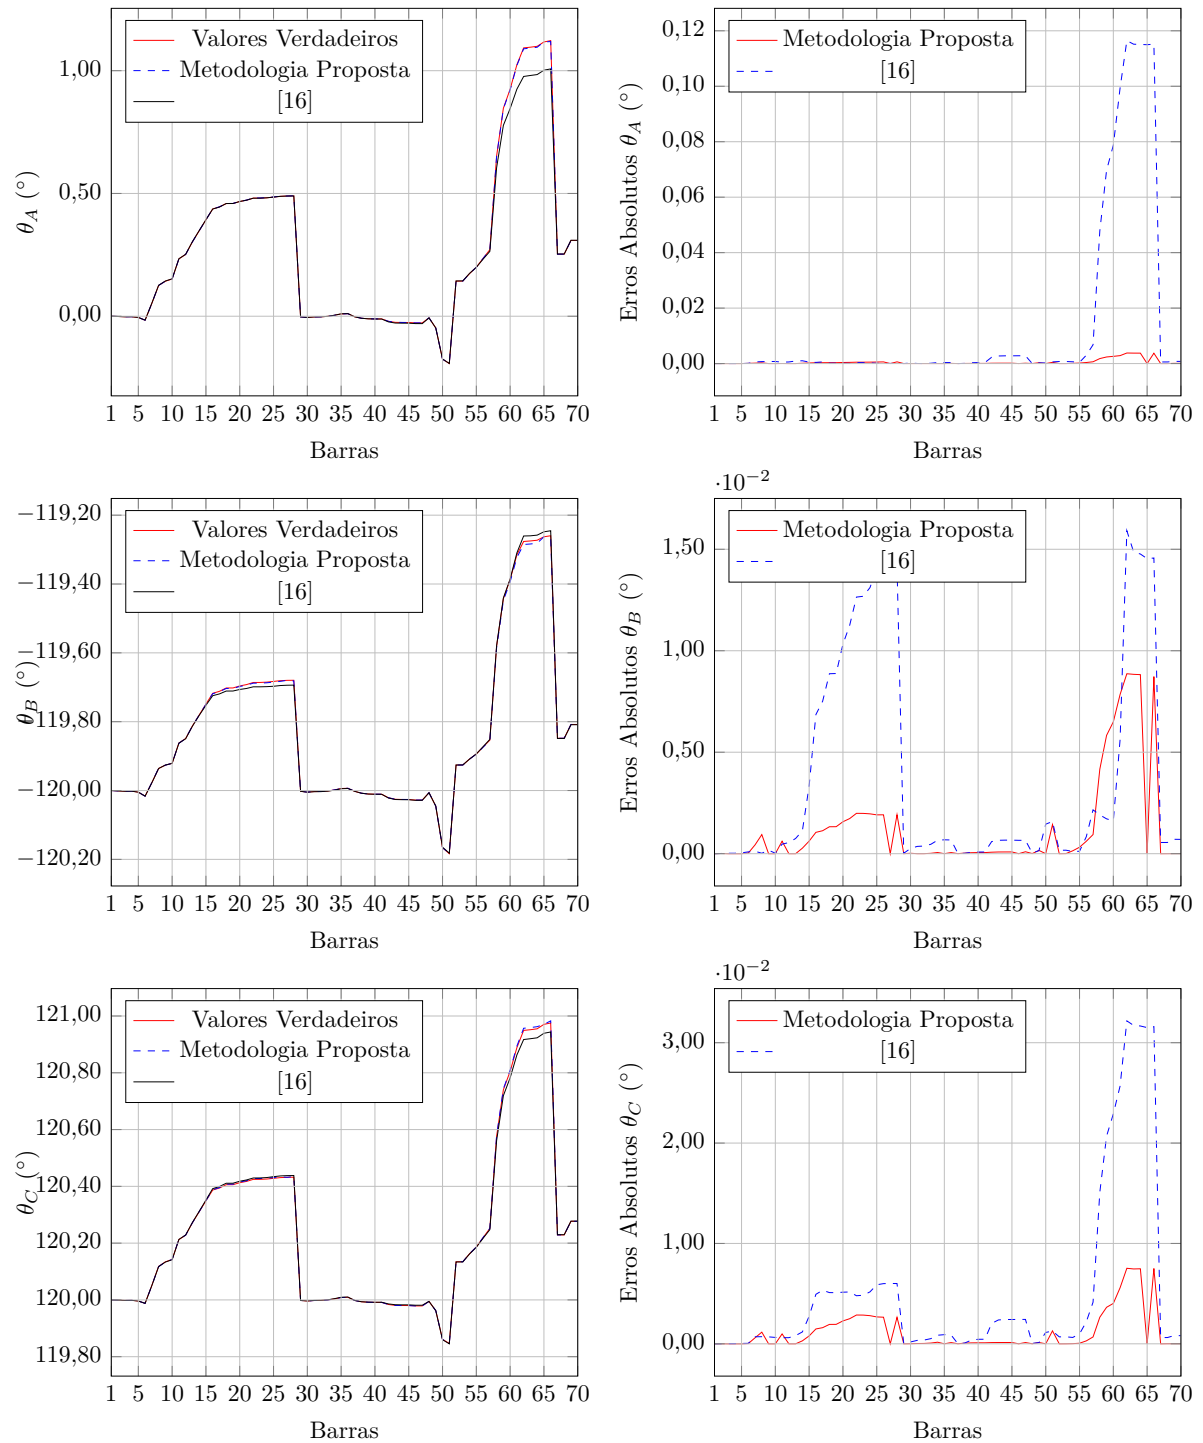 Valores Verdadeiros
Metodologia Proposta
[16]
1,00
0,50
0,00
θ_A (°)
1 5 10 15 20 25 30 35 40 45 50 55 60 65 70
Barras
Metodologia Proposta
[16]
0,12
0,10
0,08
0,06
0,04
0,02
0,00
Erros Absolutos θ_A (°)
1 5 10 15 20 25 30 35 40 45 50 55 60 65 70
Barras
Valores Verdadeiros
Metodologia Proposta
[16]
−119,20
−119,40
−119,60
−119,80
−120,00
−120,20
θ_B (°)
1 5 10 15 20 25 30 35 40 45 50 55 60 65 70
Barras
·10^−2
Metodologia Proposta
[16]
1,50
1,00
0,50
0,00
Erros Absolutos θ_B (°)
1 5 10 15 20 25 30 35 40 45 50 55 60 65 70
Barras
Valores Verdadeiros
Metodologia Proposta
[16]
121,00
120,80
120,60
120,40
120,20
120,00
119,80
θ_C (°)
1 5 10 15 20 25 30 35 40 45 50 55 60 65 70
Barras
·10^−2
Metodologia Proposta
[16]
3,00
2,00
1,00
0,00
Erros Absolutos θ_C (°)
1 5 10 15 20 25 30 35 40 45 50 55 60 65 70
Barras